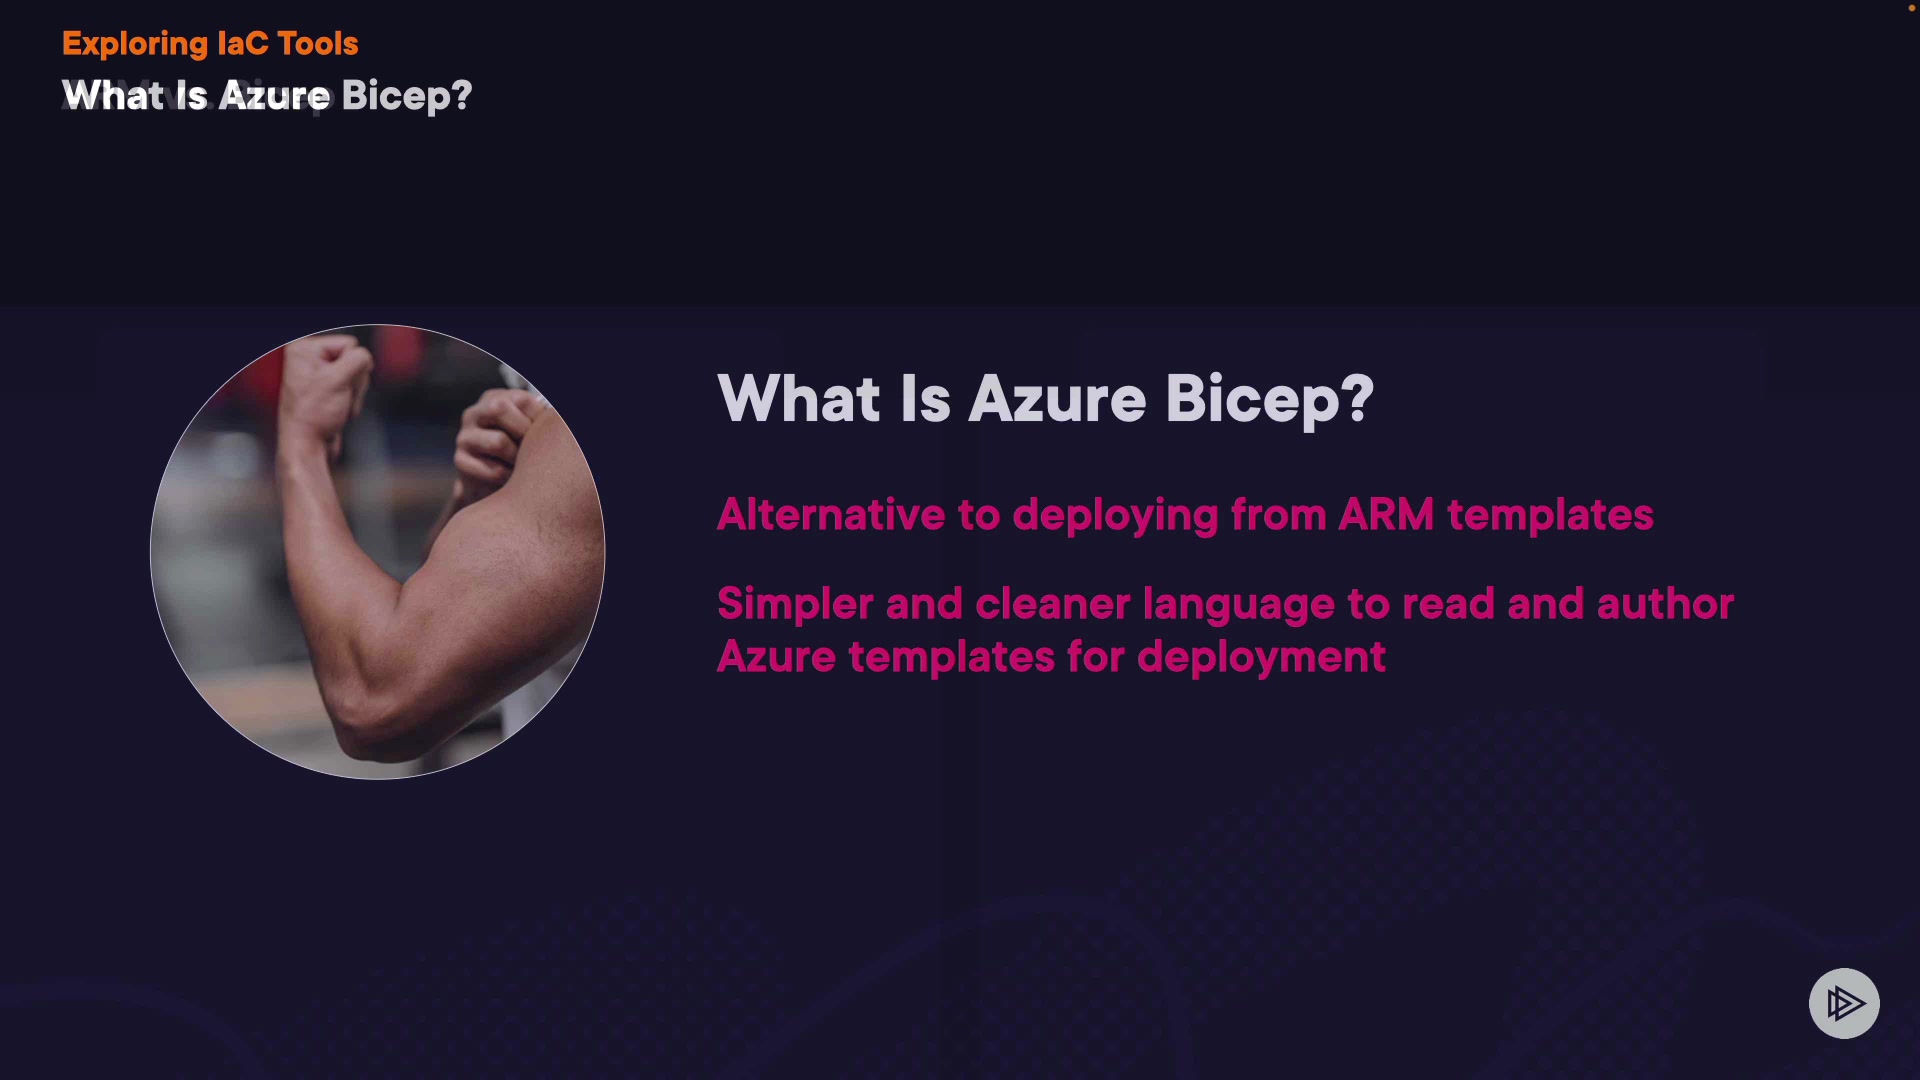 Exploring IaC Tools
What Is Azure Bicep?
What Is Azure Bicep?
Alternative to deploying from ARM templates
Simpler and cleaner language to read and author
Azure templates for deployment